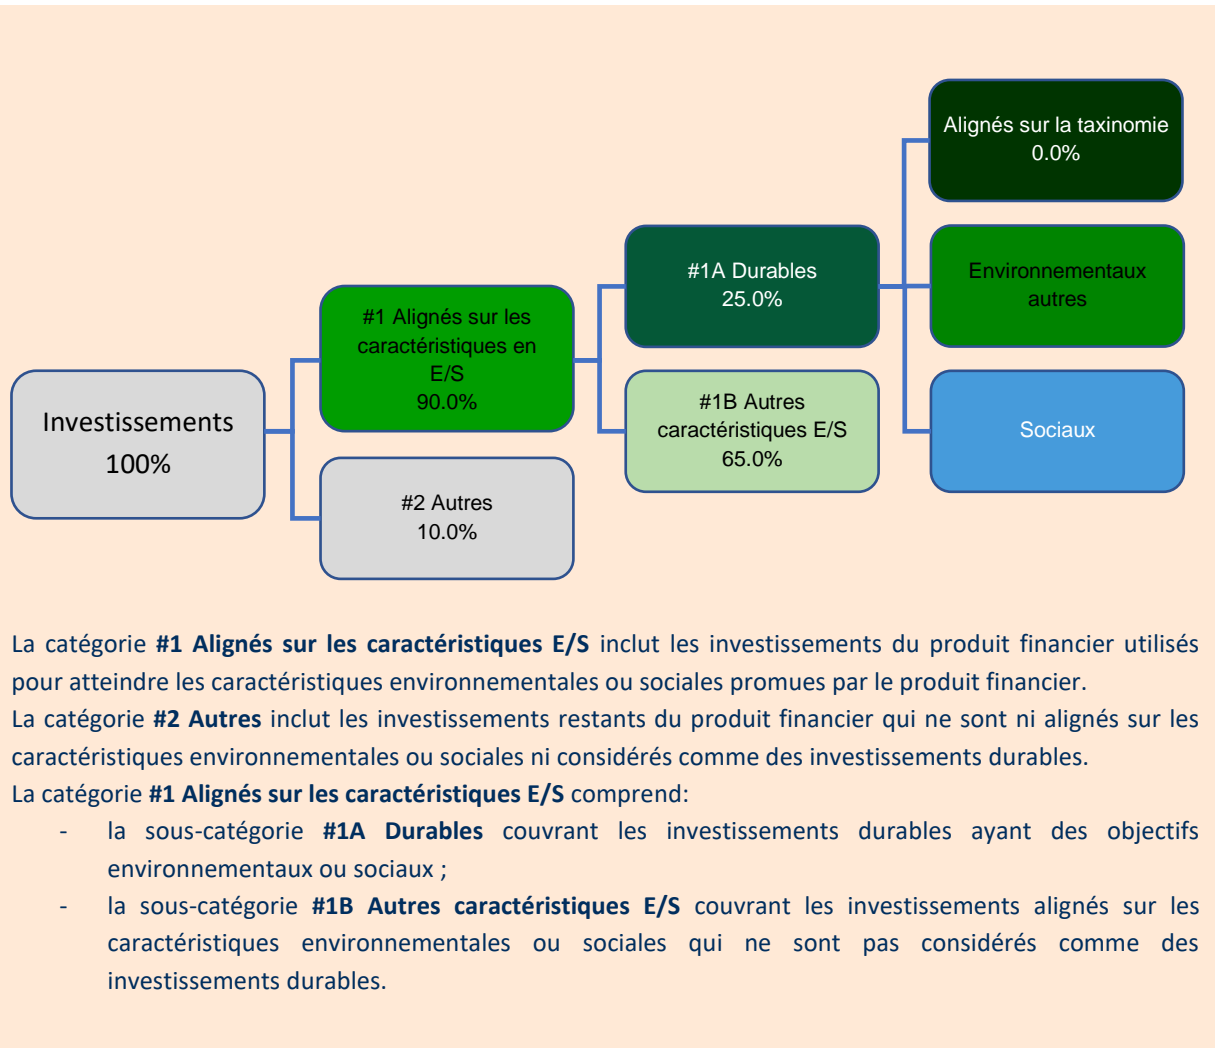 Alignés sur la taxinomie
0.0%
#1A Durables
25.0%
Environnementaux
autres
#1 Alignés sur les
caractéristiques en
E/S
90.0%
Investissements
100%
#1B Autres
caractéristiques E/S
65.0%
Sociaux
#2 Autres
10.0%
La catégorie #1 Alignés sur les caractéristiques E/S inclut les investissements du produit financier utilisés
pour atteindre les caractéristiques environnementales ou sociales promues par le produit financier.
La catégorie #2 Autres inclut les investissements restants du produit financier qui ne sont ni alignés sur les
caractéristiques environnementales ou sociales ni considérés comme des investissements durables.
La catégorie #1 Alignés sur les caractéristiques E/S comprend:
- la sous-catégorie #1A Durables couvrant les investissements durables ayant des objectifs
environnementaux ou sociaux ;
- la sous-catégorie #1B Autres caractéristiques E/S couvrant les investissements alignés sur les
caractéristiques environnementales ou sociales qui ne sont pas considérés comme des
investissements durables.